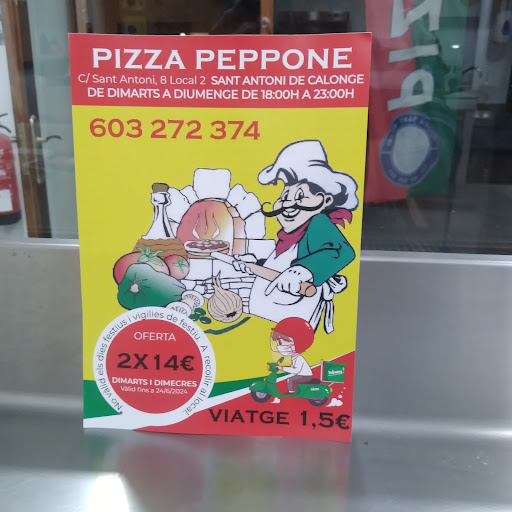 PIZZA PEPPONE
C/ Sant Antoni, 8 Local 2 SANT ANTONI DE CALONGE
DE DIMARTS A DIUMENGE DE 18:00H A 23:00H
603 272 374
No vàlid els dies festius i vigílies de festiu. A recollir al local.
OFERTA
2X14€
DIMARTS I DIMECRES
Vàlid fins a 24/6/2024
VIATGE 1,5€